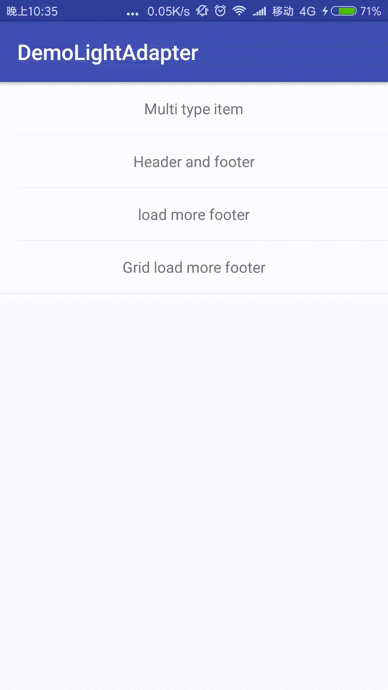 晚上10:35 ... 0.05K/s 移动 4G 71%
DemoLightAdapter
Multi type item
Header and footer
load more footer
Grid load more footer